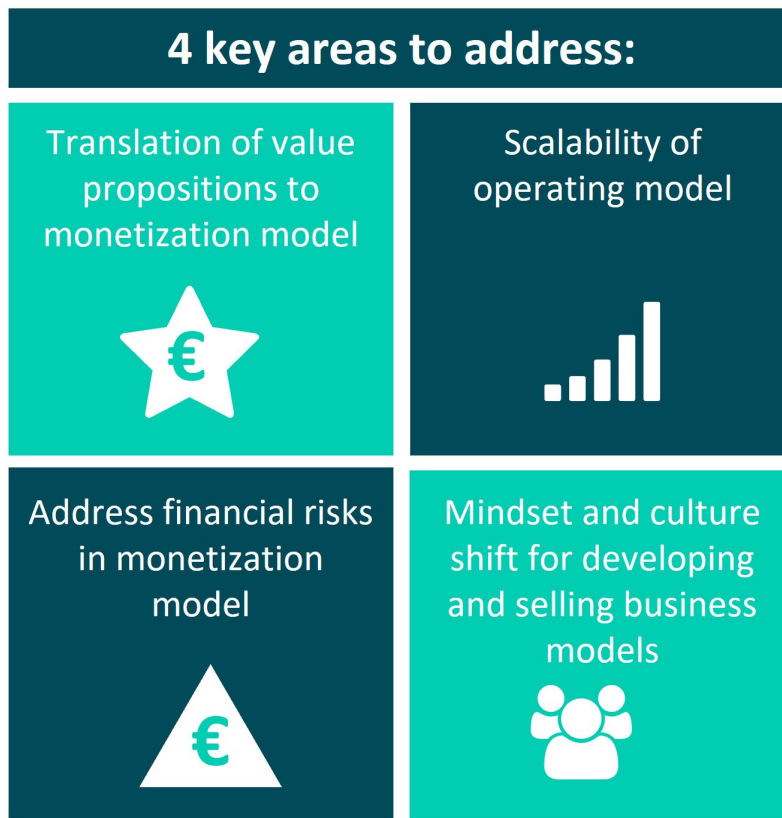 4 key areas to address:
Translation of value
propositions to
monetization model
€
Scalability of
operating model
Address financial risks
in monetization
model
€
Mindset and culture
shift for developing
and selling business
models